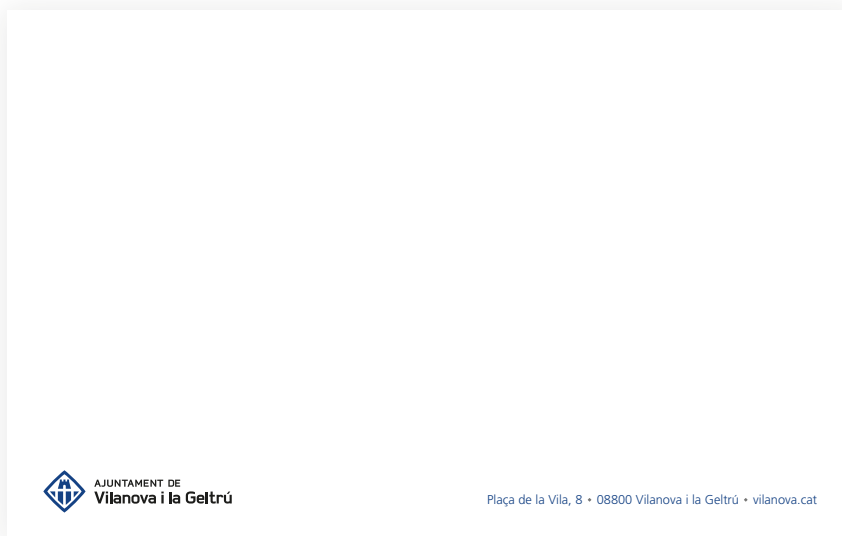 AJUNTAMENT DE
Vilanova i la Geltrú
Plaça de la Vila, 8 • 08800 Vilanova i la Geltrú • vilanova.cat